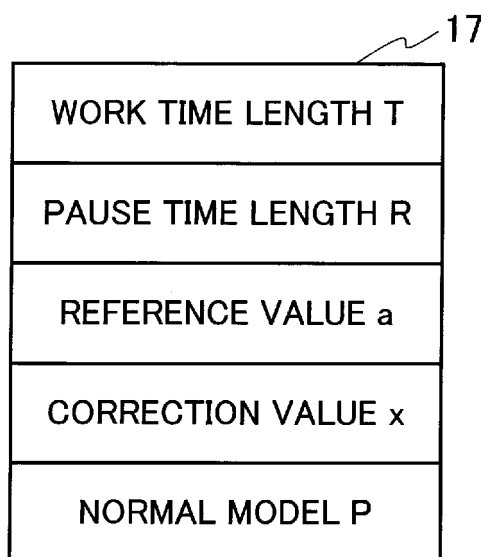 17
WORK TIME LENGTH T
PAUSE TIME LENGTH R
REFERENCE VALUE a
CORRECTION VALUE x
NORMAL MODEL P